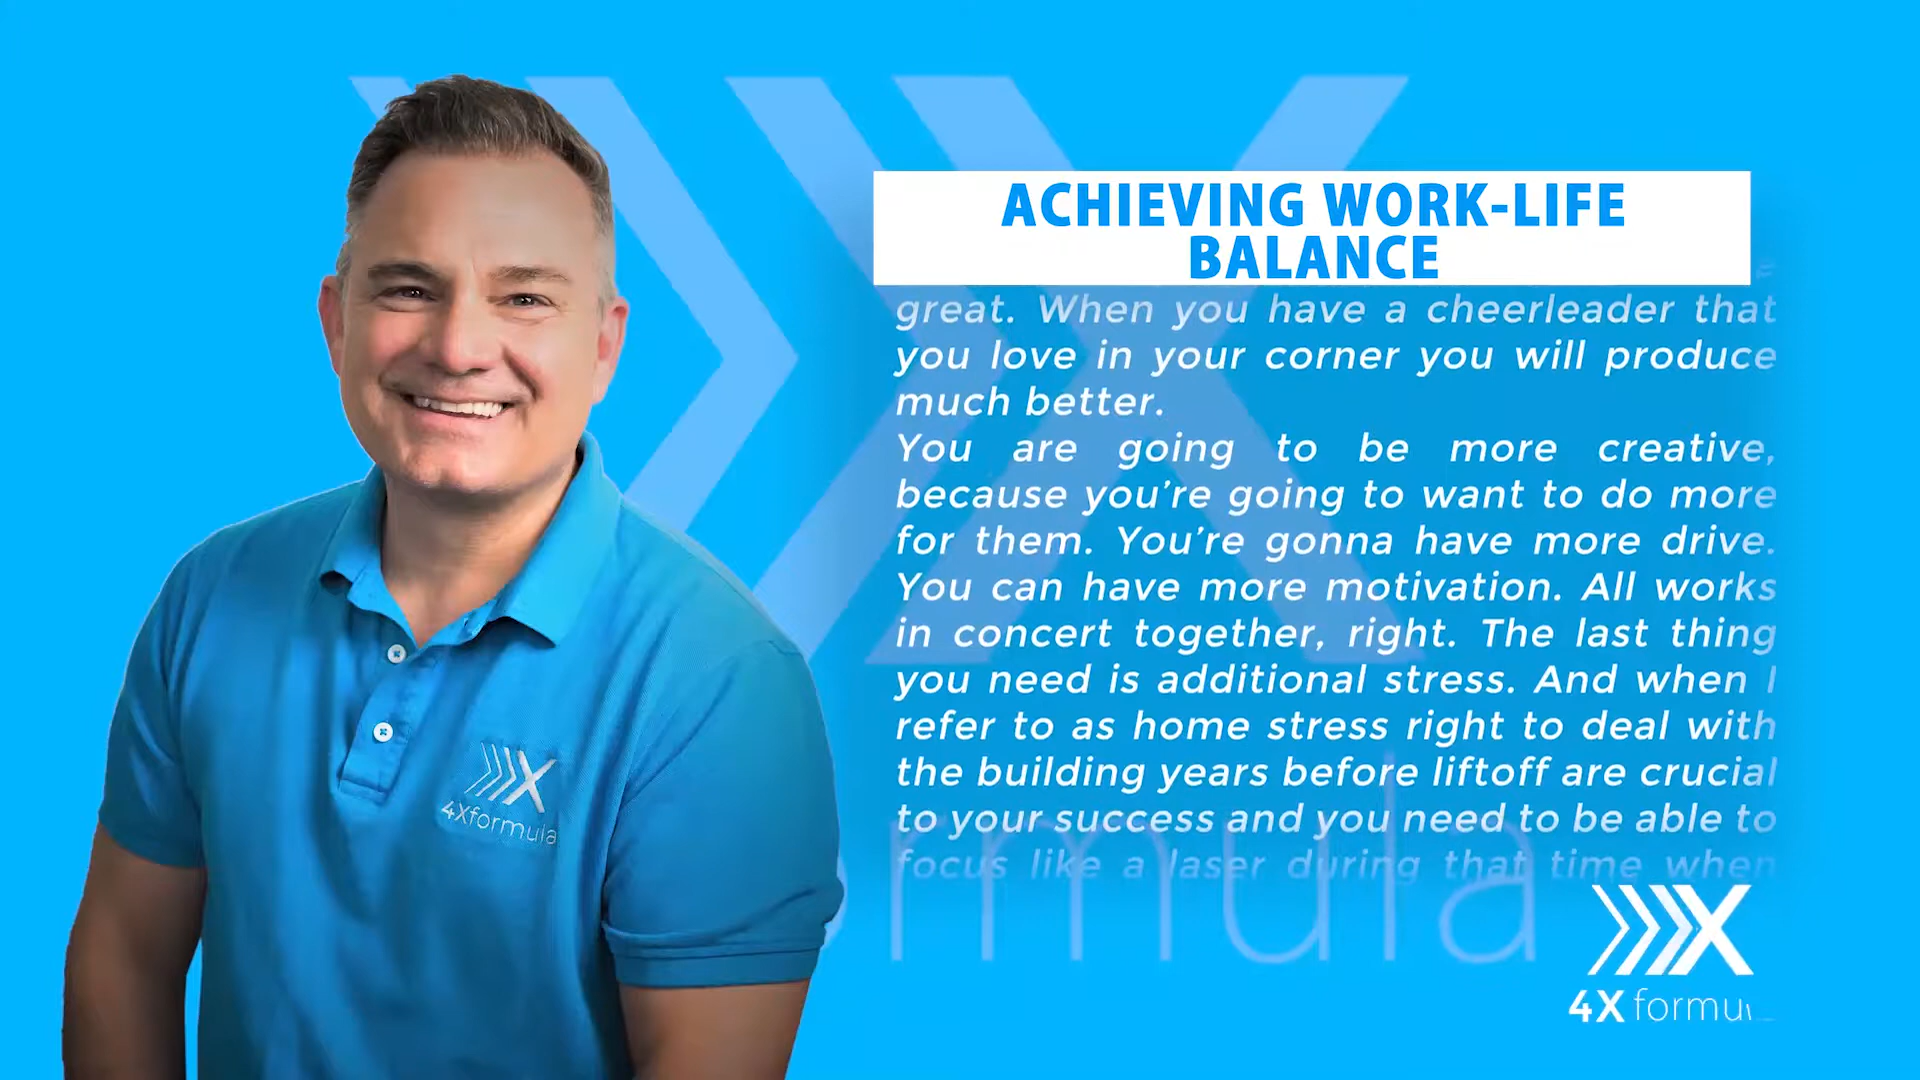 ACHIEVING WORK-LIFE
BALANCE
great. When you have a cheerleader that
you love in your corner you will produce
much better.
You are going to be more creative,
because you're going to want to do more
for them. You're gonna have more drive.
You can have more motivation. All works
in concert together, right. The last thing
you need is additional stress. And when I
refer to as home stress right to deal with
the building years before liftoff are crucial
to your success and you need to be able to
focus like a laser during that time when
X
4Xformula
X
4X formu